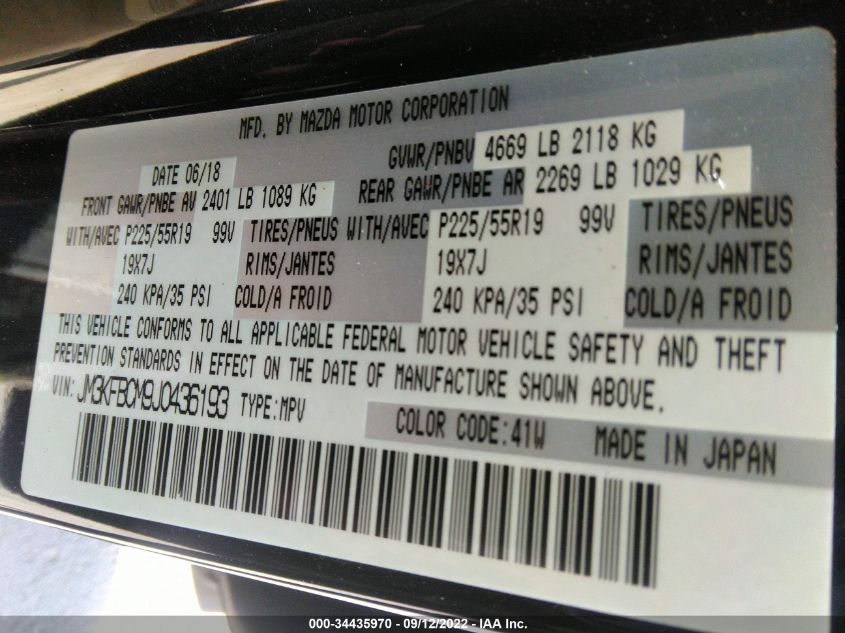 MFD. BY MAZDA MOTOR CORPORATION
DATE 06/18 GVWR/PNBV 4669 LB 2118 KG
FRONT GAWR/PNBE AV 2401 LB 1089 KG REAR GAWR/PNBE AR 2269 LB 1029 KG
WITH/AVEC P225/55R19 99V TIRES/PNEUS WITH/AVEC P225/55R19 99V TIRES/PNEUS
19X7J RIMS/JANTES 19X7J RIMS/JANTES
240 KPA/35 PSI COLD/A FROID 240 KPA/35 PSI COLD/A FROID
THIS VEHICLE CONFORMS TO ALL APPLICABLE FEDERAL MOTOR VEHICLE SAFETY AND THEFT
PREVENTION STANDARDS IN EFFECT ON THE DATE OF MANUFACTURE SHOWN ABOVE.
VIN: JM3KFBCM9J0436193 TYPE:MPV
COLOR CODE:41W MADE IN JAPAN
000-34435970 - 09/12/2022 - IAA Inc.